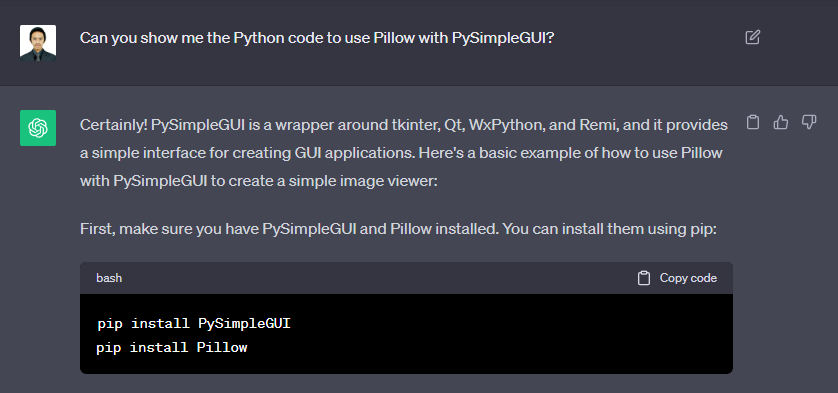 Can you show me the Python code to use Pillow with PySimpleGUI?
Certainly! PySimpleGUI is a wrapper around tkinter, Qt, WxPython, and Remi, and it provides
a simple interface for creating GUI applications. Here's a basic example of how to use Pillow
with PySimpleGUI to create a simple image viewer:
First, make sure you have PySimpleGUI and Pillow installed. You can install them using pip:
bash
Copy code
pip install PySimpleGUI
pip install Pillow